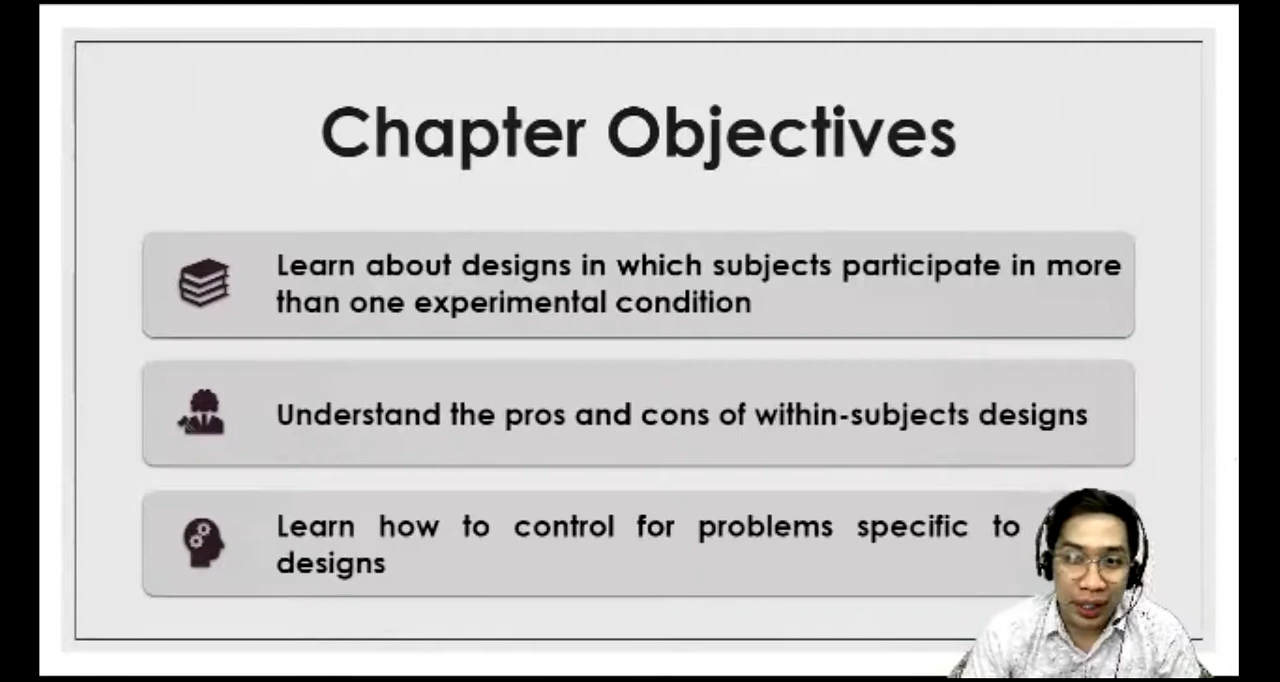 Chapter Objectives
Learn about designs in which subjects participate in more
than one experimental condition
Understand the pros and cons of within-subjects designs
Learn how to control for problems specific to
designs